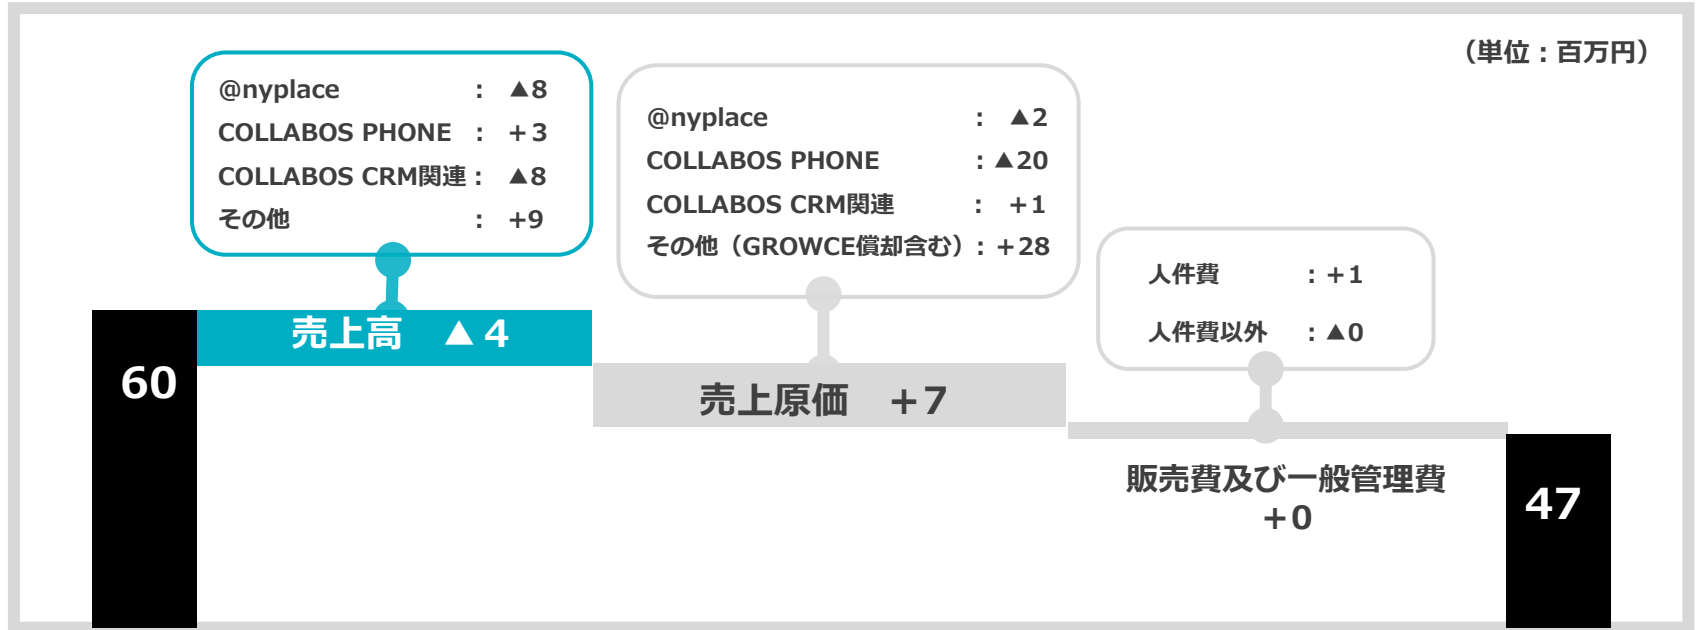 （単位：百万円）
@nyplace ： ▲8
COLLABOS PHONE ： ＋3
COLLABOS CRM関連： ▲8
その他 ： +9
@nyplace ： ▲2
COLLABOS PHONE ：▲20
COLLABOS CRM関連 ： +1
その他（GROWCE償却含む）：+28
人件費 ：+1
人件費以外 ：▲0
売上高 ▲４
60
売上原価 +7
販売費及び一般管理費
+0
47